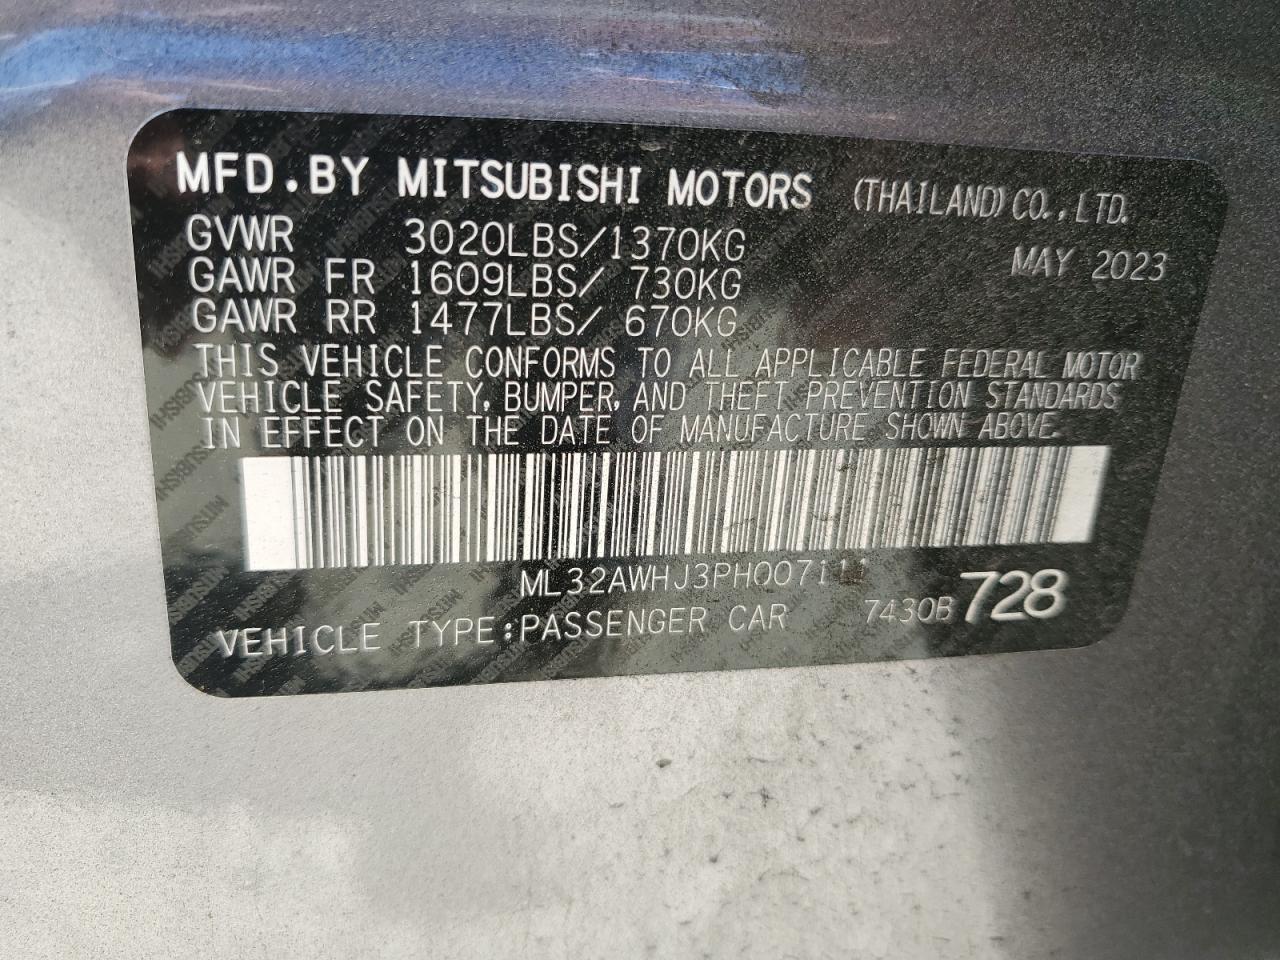 MFD.BY MITSUBISHI MOTORS (THAILAND)CO.,LTD.
GVWR 3020LBS/1370KG MAY 2023
GAWR FR 1609LBS/ 730KG
GAWR RR 1477LBS/ 670KG
THIS VEHICLE CONFORMS TO ALL APPLICABLE FEDERAL MOTOR
VEHICLE SAFETY, BUMPER, AND THEFT PREVENTION STANDARDS
IN EFFECT ON THE DATE OF MANUFACTURE SHOWN ABOVE.
ML32AWHJ3PH007111
VEHICLE TYPE:PASSENGER CAR 7430B 728